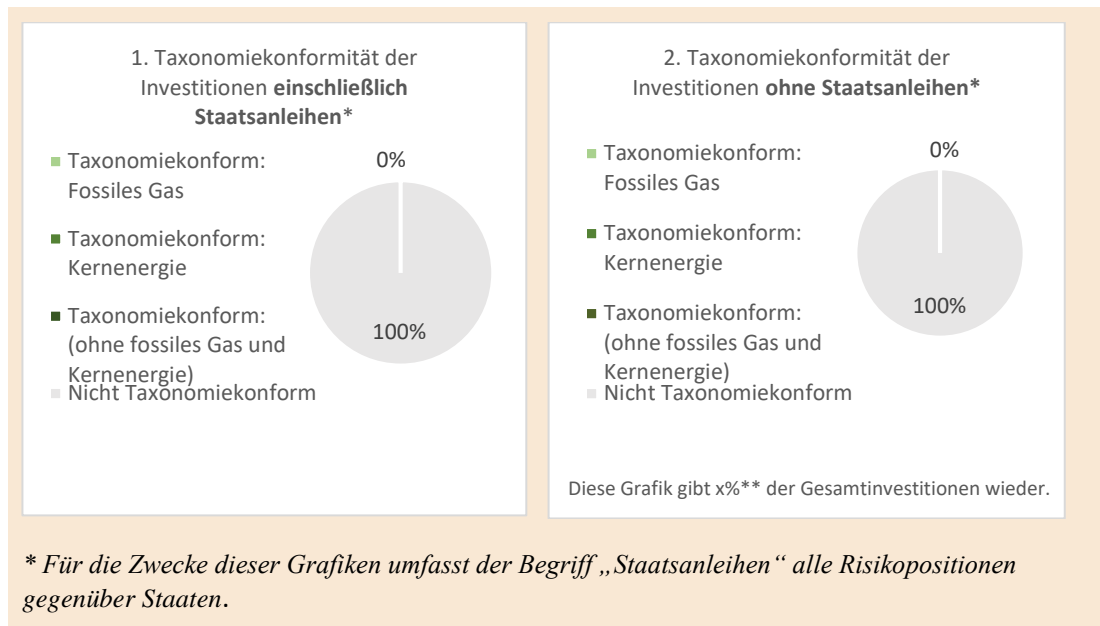 1. Taxonomiekonformität der
Investitionen einschließlich
Staatsanleihen*
Taxonomiekonform:
Fossiles Gas
Taxonomiekonform:
Kernenergie
Taxonomiekonform:
(ohne fossiles Gas und
Kernenergie)
Nicht Taxonomiekonform
0%
100%
2. Taxonomiekonformität der
Investitionen ohne Staatsanleihen*
Taxonomiekonform:
Fossiles Gas
Taxonomiekonform:
Kernenergie
Taxonomiekonform:
(ohne fossiles Gas und
Kernenergie)
Nicht Taxonomiekonform
0%
100%
Diese Grafik gibt x%** der Gesamtinvestitionen wieder.
* Für die Zwecke dieser Grafiken umfasst der Begriff „Staatsanleihen“ alle Risikopositionen
gegenüber Staaten.